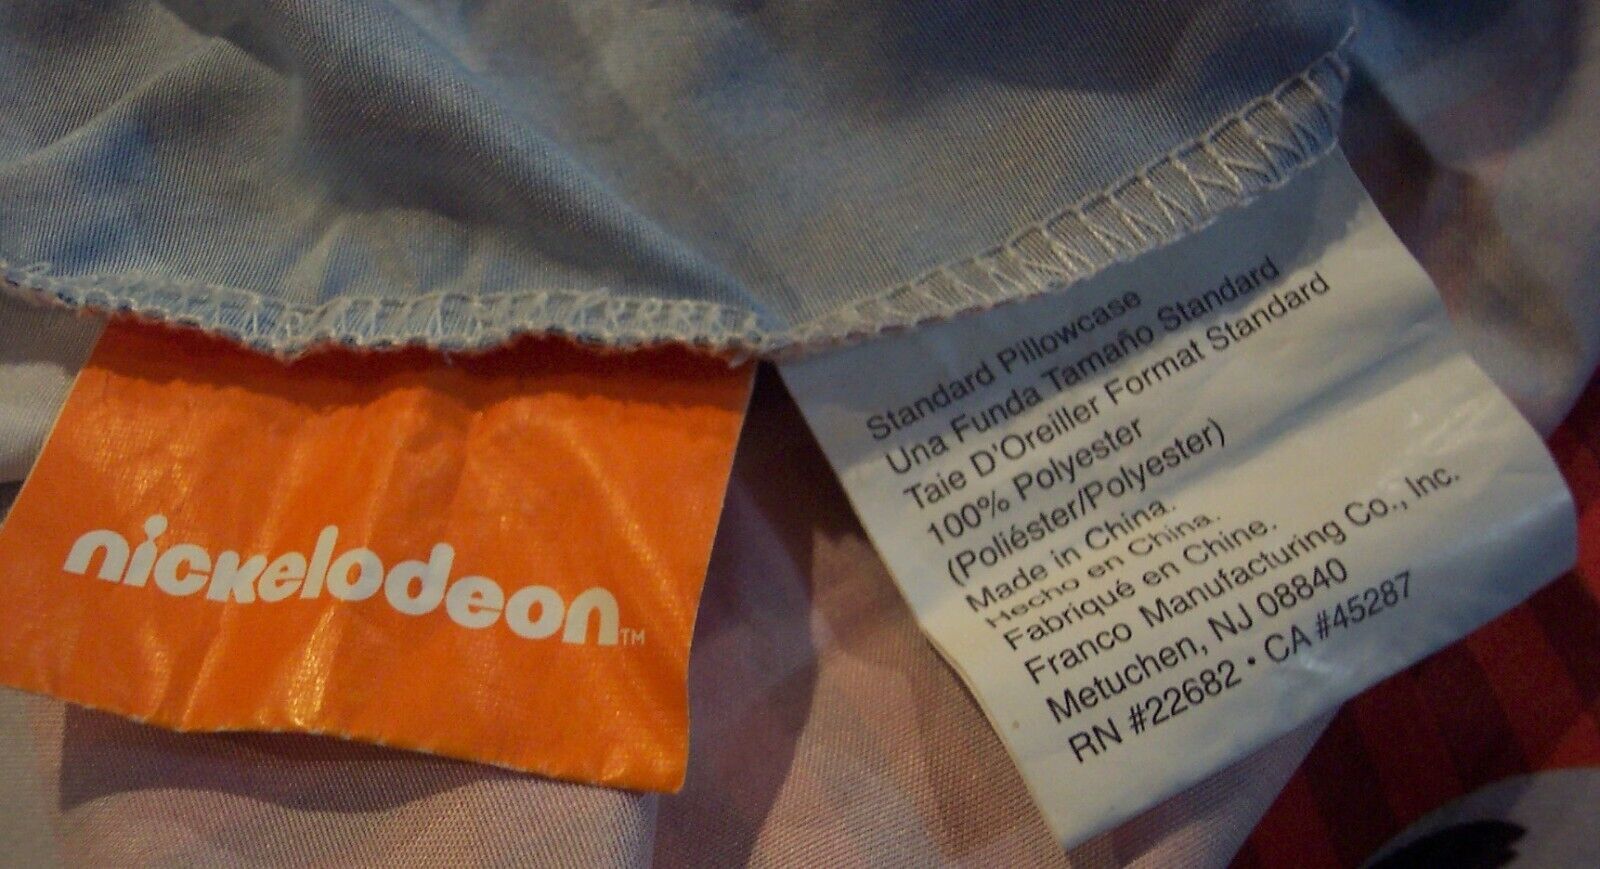 nickelodeon™
Standard Pillowcase
Una Funda Tamaño Standard
Taie D'Oreiller Format Standard
100% Polyester
(Poliéster/Polyester)
Made in China.
Hecho en China.
Fabriqué en Chine.
Franco Manufacturing Co., Inc.
Metuchen, NJ 08840
RN #22682 • CA #45287